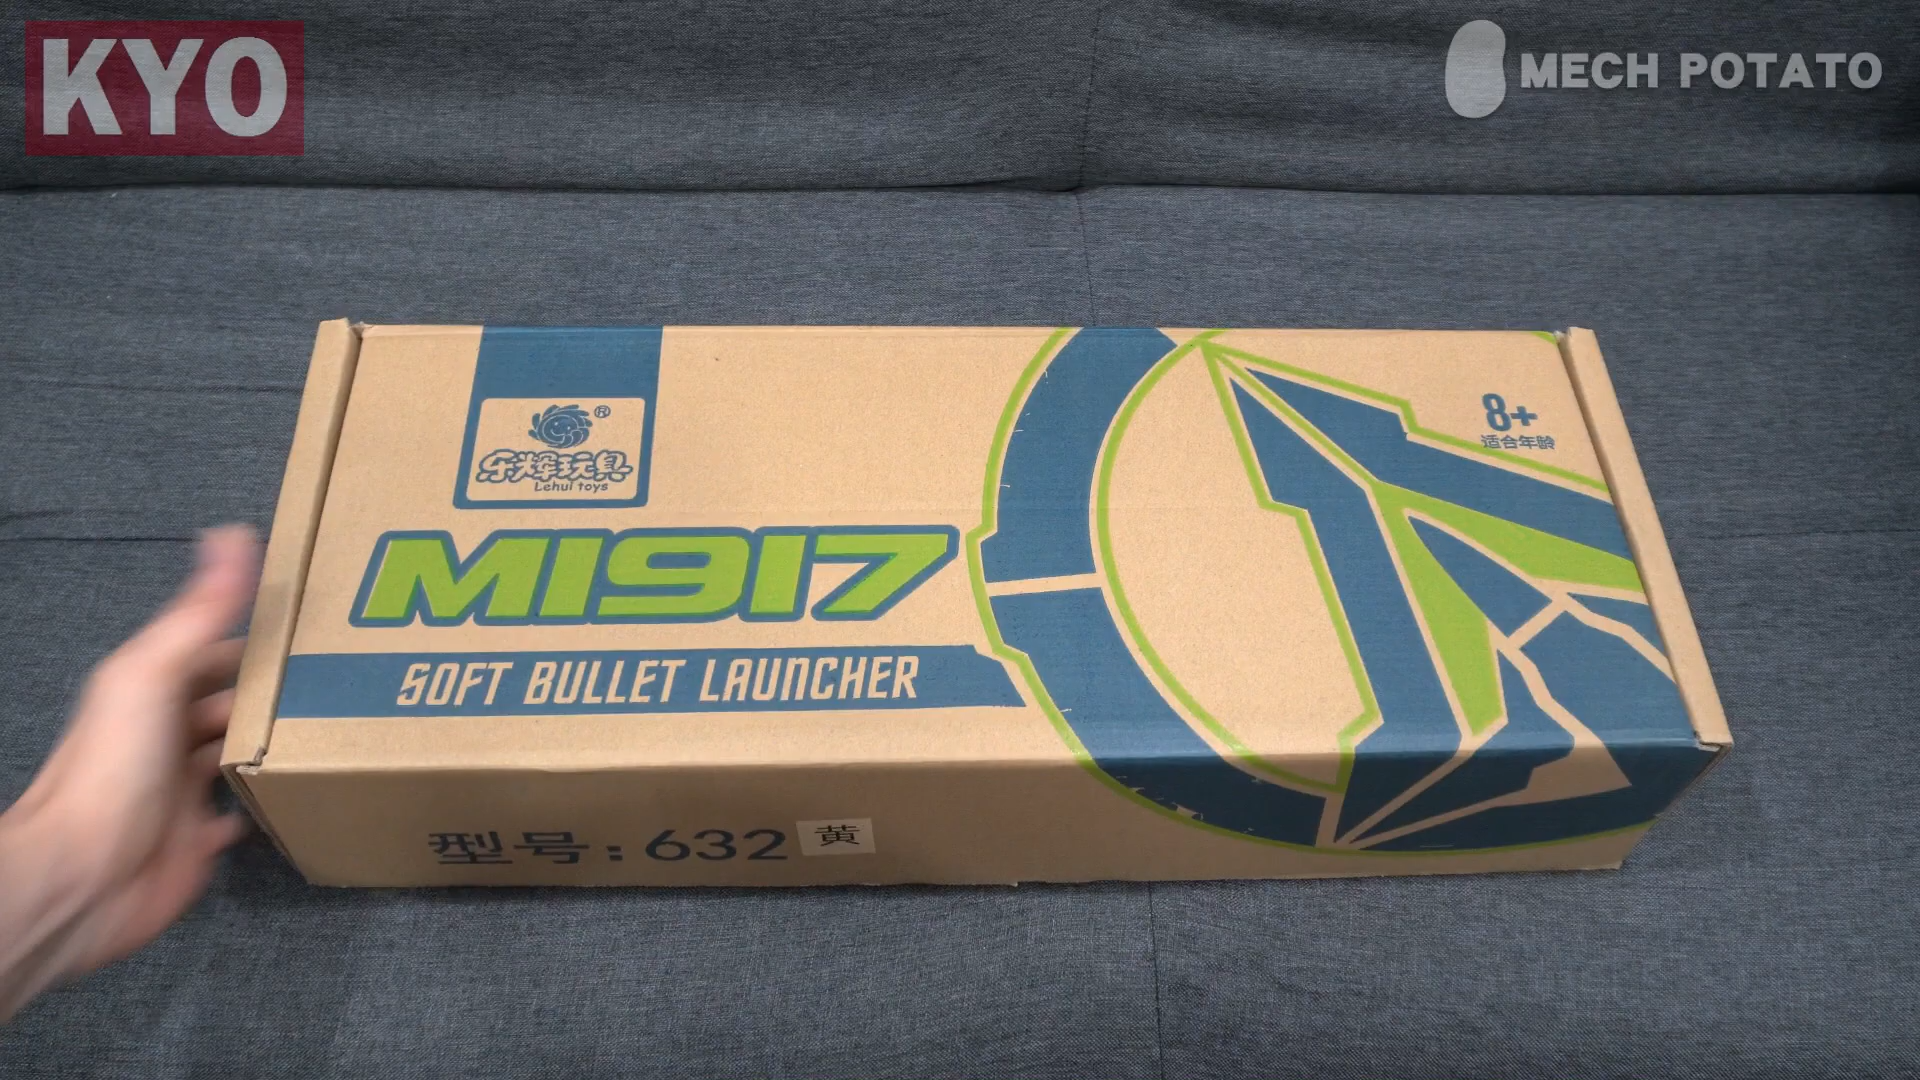 KYO
MECH POTATO
®
乐辉玩具
Lehui toys
8+
适合年龄
M1917
SOFT BULLET LAUNCHER
型号:632
黄